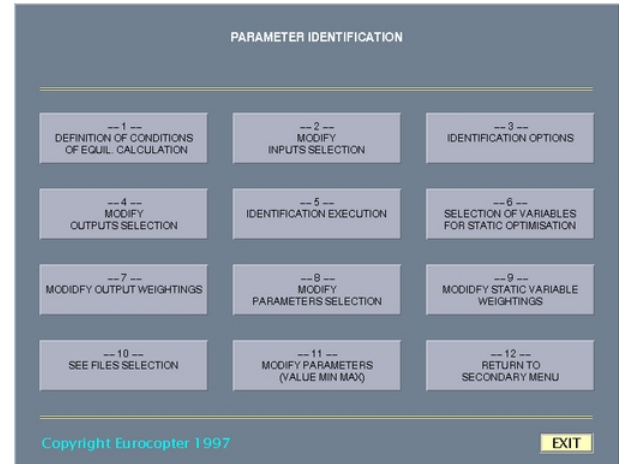 PARAMETER IDENTIFICATION
-- 1 --
DEFINITION OF CONDITIONS
OF EQUIL. CALCULATION
-- 2 --
MODIFY
INPUTS SELECTION
-- 3 --
IDENTIFICATION OPTIONS
-- 4 --
MODIFY
OUTPUTS SELECTION
-- 5 --
IDENTIFICATION EXECUTION
-- 6 --
SELECTION OF VARIABLES
FOR STATIC OPTIMISATION
-- 7 --
MODIDFY OUTPUT WEIGHTINGS
-- 8 --
MODIFY
PARAMETERS SELECTION
-- 9 --
MODIDFY STATIC VARIABLE
WEIGHTINGS
-- 10 --
SEE FILES SELECTION
-- 11 --
MODIFY PARAMETERS
(VALUE MIN MAX)
-- 12 --
RETURN TO
SECONDARY MENU
Copyright Eurocopter 1997
EXIT